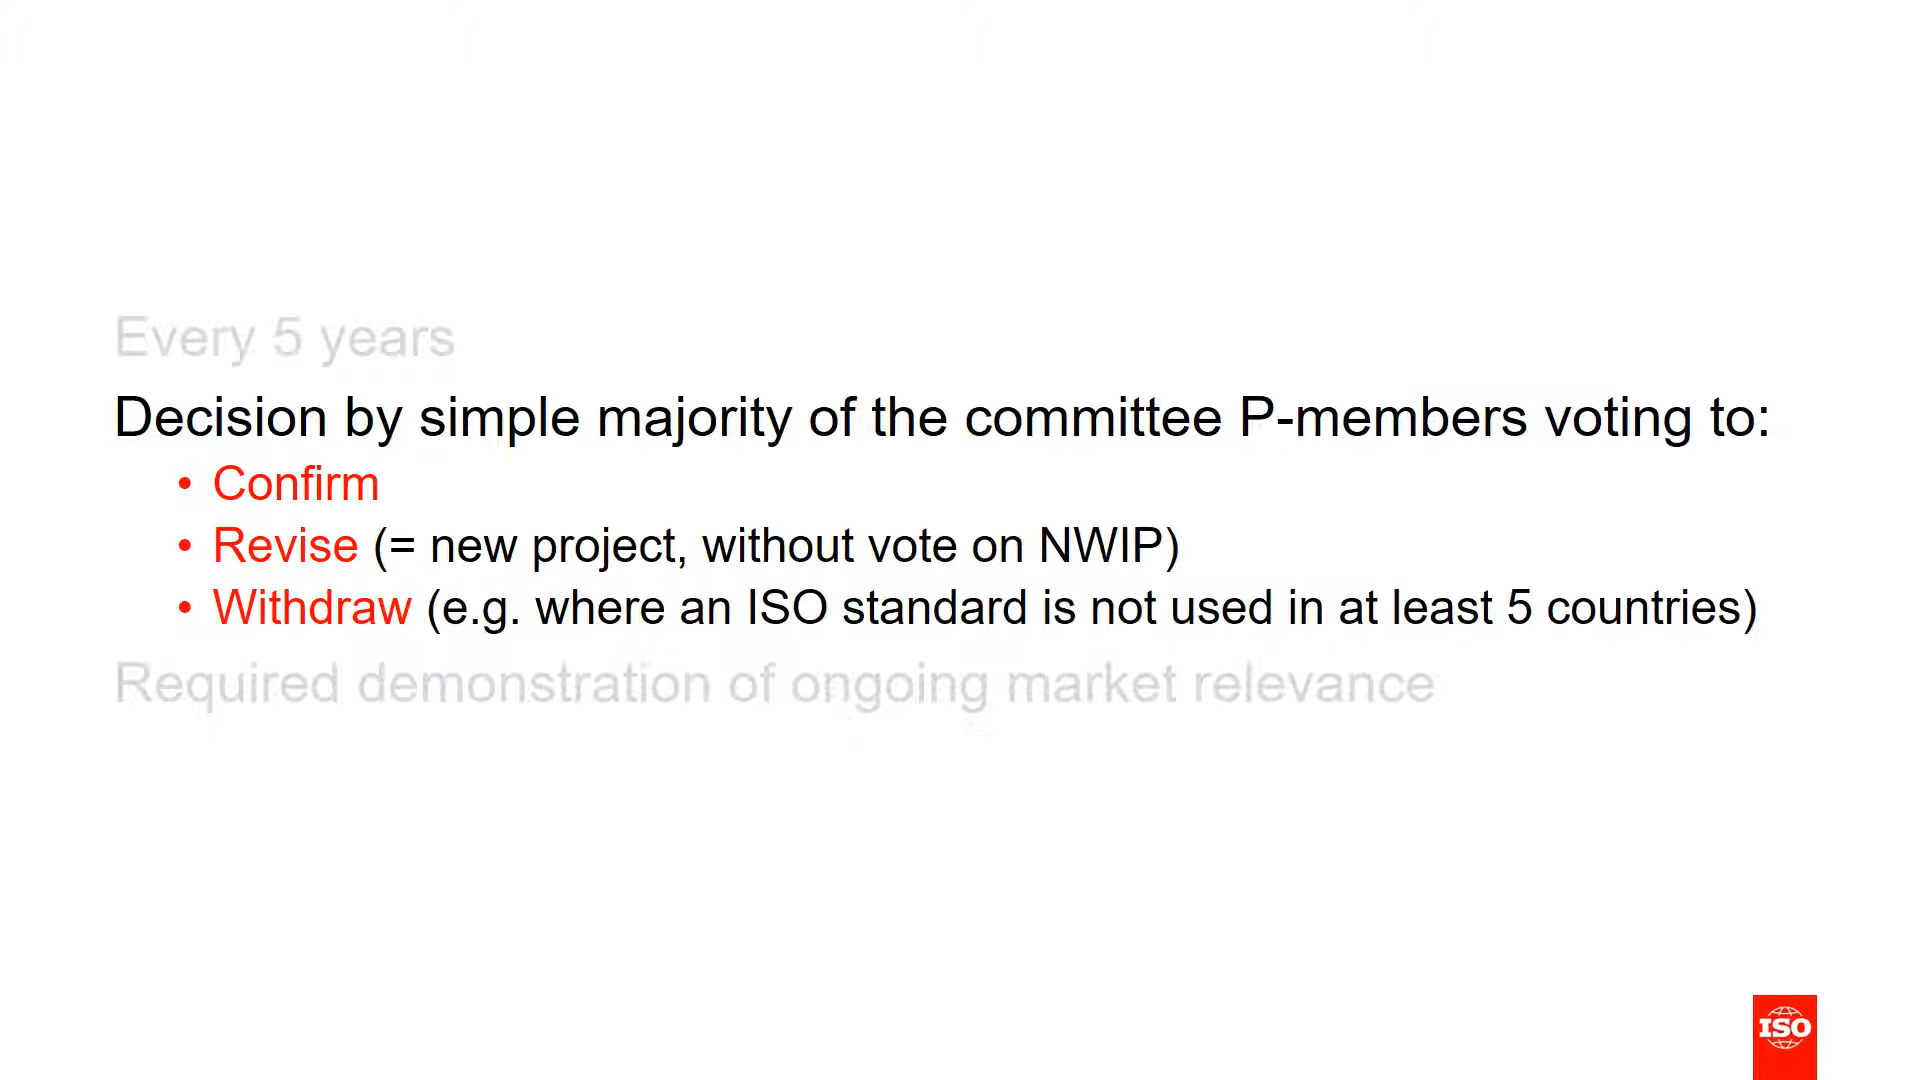 Every 5 years
Decision by simple majority of the committee P-members voting to:
• Confirm
• Revise (= new project, without vote on NWIP)
• Withdraw (e.g. where an ISO standard is not used in at least 5 countries)
Required demonstration of ongoing market relevance
ISO